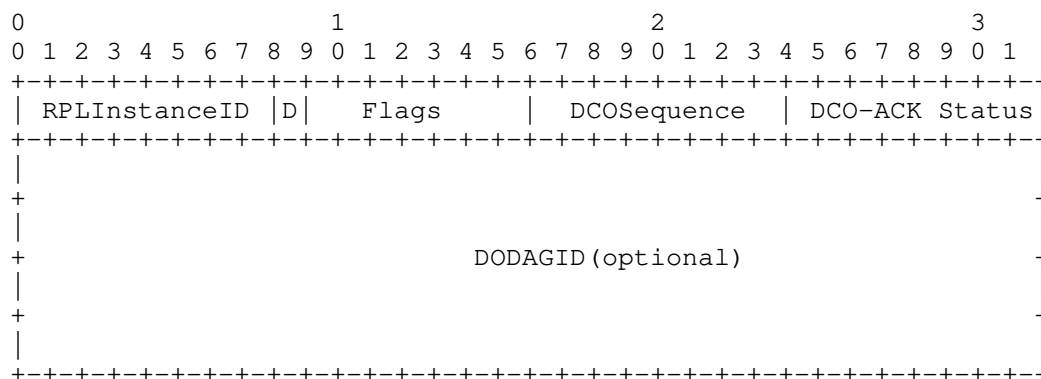 0                   1                   2                   3
0 1 2 3 4 5 6 7 8 9 0 1 2 3 4 5 6 7 8 9 0 1 2 3 4 5 6 7 8 9 0 1
+-+-+-+-+-+-+-+-+-+-+-+-+-+-+-+-+-+-+-+-+-+-+-+-+-+-+-+-+-+-+-+--
| RPLInstanceID |D|   Flags     |  DCOSequence  | DCO-ACK Status
+-+-+-+-+-+-+-+-+-+-+-+-+-+-+-+-+-+-+-+-+-+-+-+-+-+-+-+-+-+-+-+--
|
+                                                               -
|
+                            DODAGID(optional)                  -
|
+                                                               -
|
+-+-+-+-+-+-+-+-+-+-+-+-+-+-+-+-+-+-+-+-+-+-+-+-+-+-+-+-+-+-+-+--